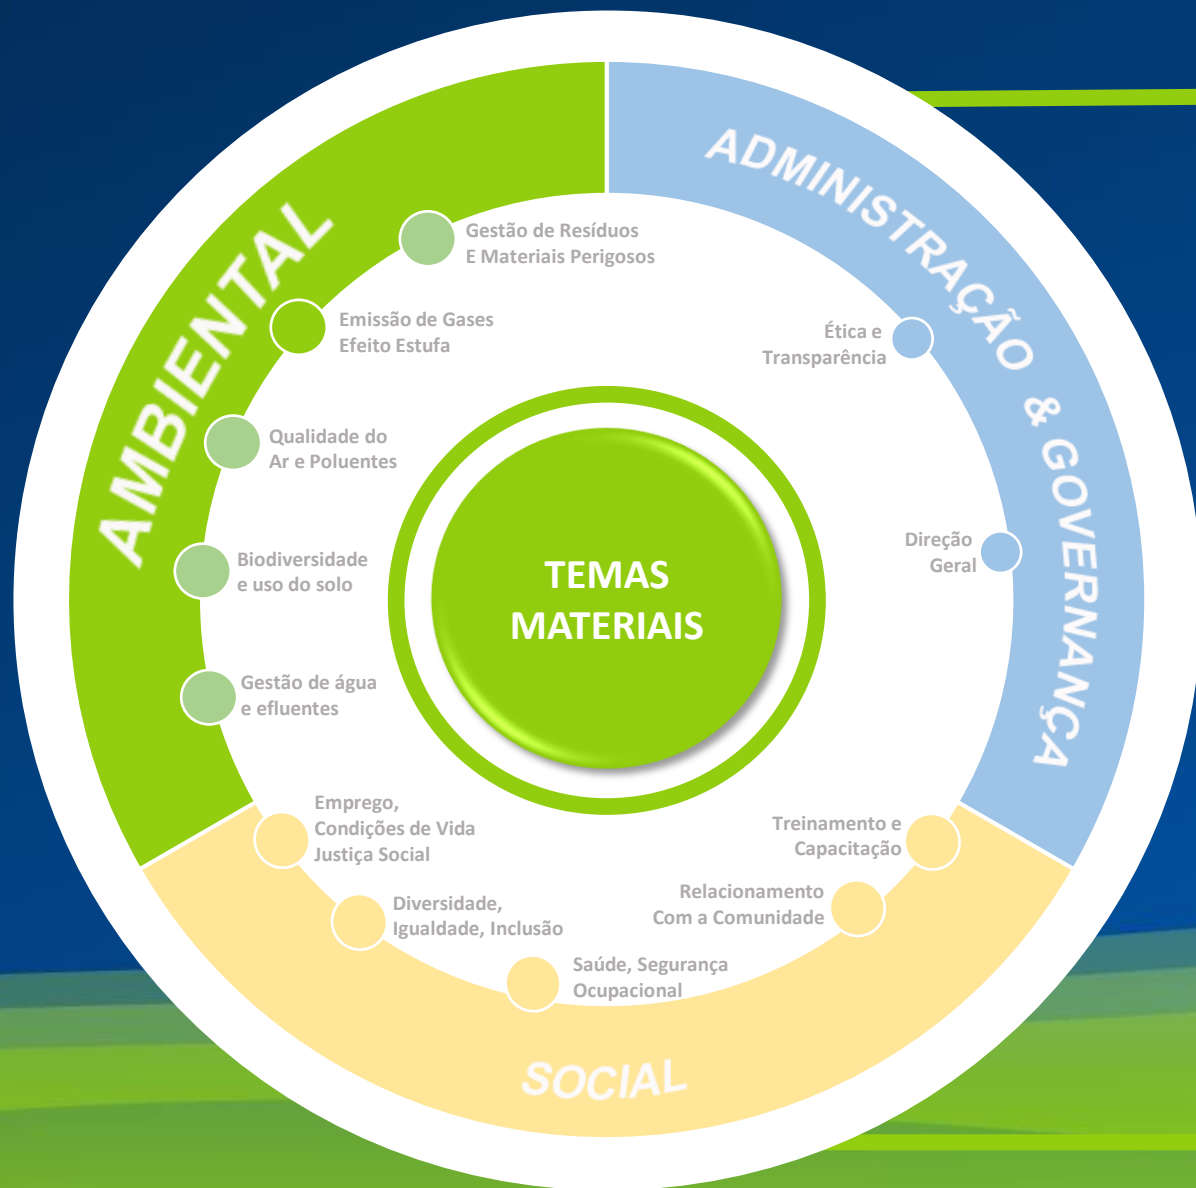 AMBIENTAL
ADMINISTRAÇÃO & GOVERNANÇA
Gestão de Resíduos
E Materiais Perigosos
Emissão de Gases
Efeito Estufa
Qualidade do
Ar e Poluentes
Biodiversidade
e uso do solo
Gestão de água
e efluentes
Ética e
Transparência
Direção
Geral
TEMAS
MATERIAIS
Emprego,
Condições de Vida
Justiça Social
Diversidade,
Igualdade, Inclusão
Saúde, Segurança
Ocupacional
Relacionamento
Com a Comunidade
Treinamento e
Capacitação
SOCIAL